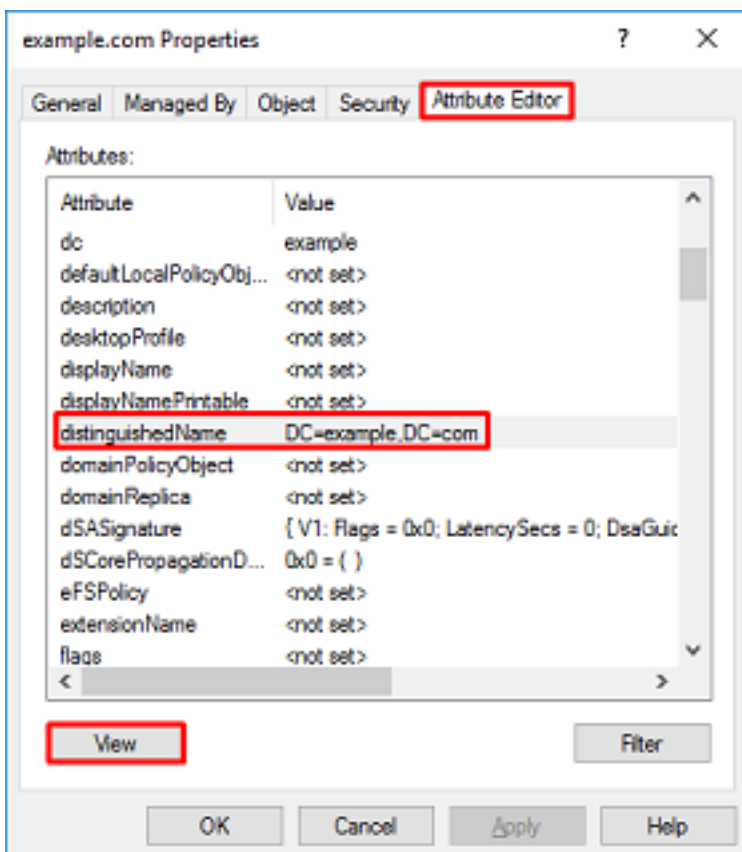 example.com Properties ? ×
General Managed By Object Security Attribute Editor
Attributes:
Attribute Value
dc example
defaultLocalPolicyObj... <not set>
description <not set>
desktopProfile <not set>
displayName <not set>
displayNamePrintable <not set>
distinguishedName DC=example,DC=com
domainPolicyObject <not set>
domainReplica <not set>
dSASignature { V1: Flags = 0x0; LatencySecs = 0; DsaGuid
dSCorePropagationD... 0x0 = ( )
eFSPolicy <not set>
extensionName <not set>
flags <not set>
View Filter
OK Cancel Apply Help